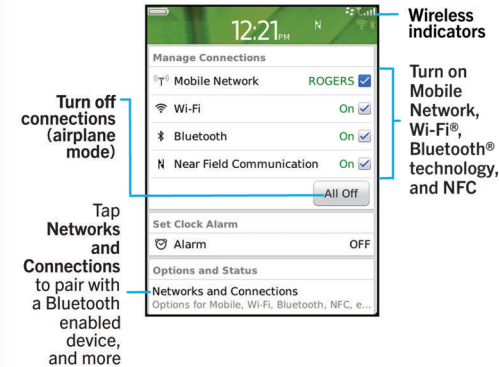 12:21PM
N
Manage Connections
Mobile Network ROGERS
Wi-Fi On
Bluetooth On
N Near Field Communication On
All Off
Set Clock Alarm
Alarm OFF
Options and Status
Networks and Connections
Options for Mobile, Wi-Fi, Bluetooth, NFC, e...
Turn off
connections
(airplane
mode)
Tap
Networks
and
Connections
to pair with
a Bluetooth
enabled
device,
and more
Wireless
indicators
Turn on
Mobile
Network,
Wi-Fi®,
Bluetooth®
technology,
and NFC